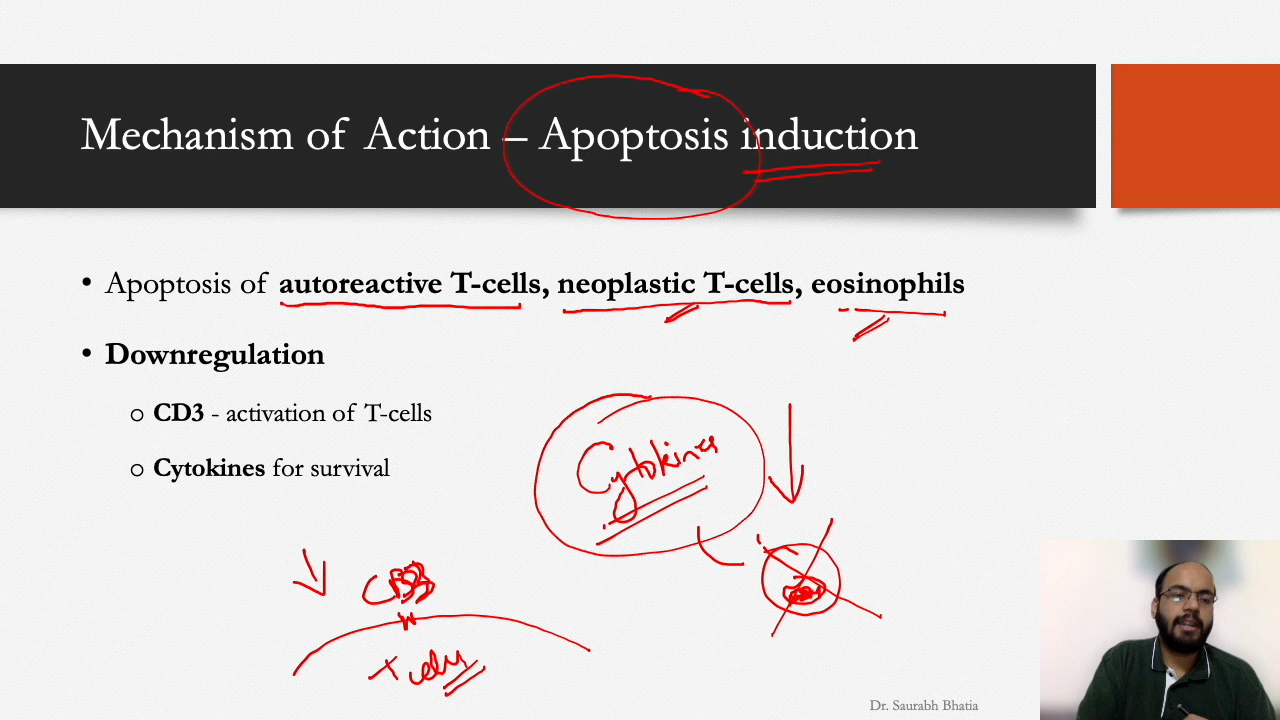 Mechanism of Action – Apoptosis induction
• Apoptosis of autoreactive T-cells, neoplastic T-cells, eosinophils
• Downregulation
o CD3 - activation of T-cells
o Cytokines for survival
Cytokines
T cells
Dr. Saurabh Bhatia